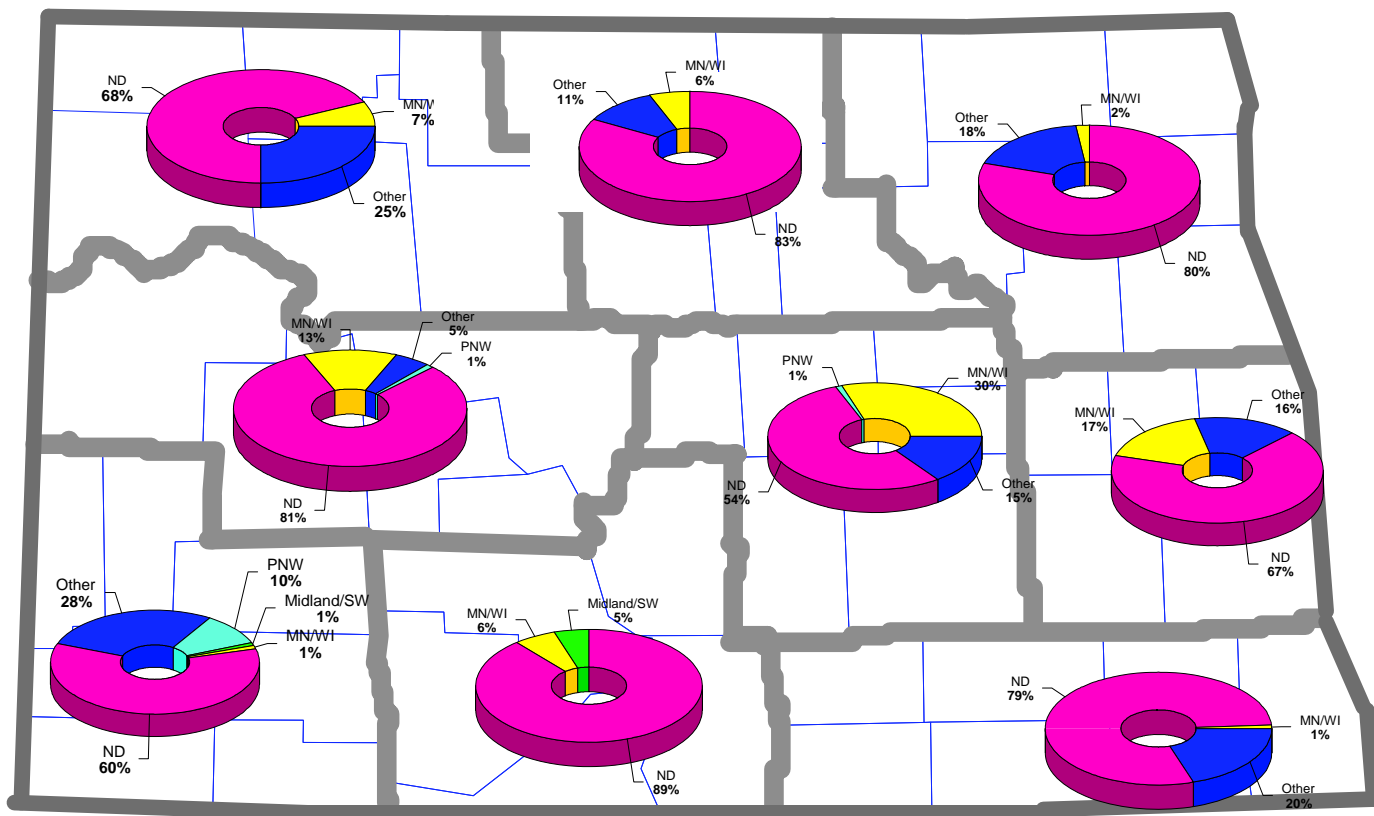 ND
68%
MN/W
7%
Other
25%
MN/WI
6%
Other
11%
ND
83%
MN/WI
2%
Other
18%
ND
80%
MN/WI
13%
Other
5%
PNW
1%
ND
81%
PNW
1%
MN/WI
30%
ND
54%
Other
15%
Other
16%
MN/WI
17%
ND
67%
PNW
10%
Other
28%
Midland/SW
1%
MN/WI
1%
ND
60%
Midland/SW
5%
MN/WI
6%
ND
89%
ND
79%
MN/WI
1%
Other
20%